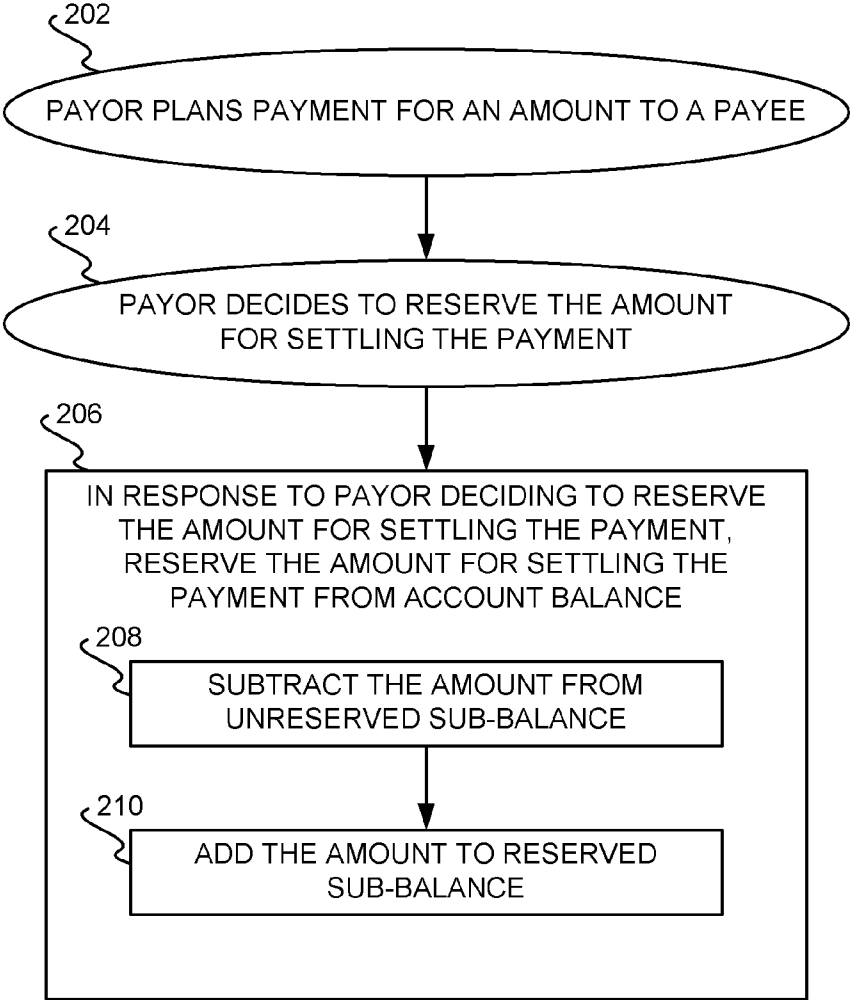 202
PAYOR PLANS PAYMENT FOR AN AMOUNT TO A PAYEE
204
PAYOR DECIDES TO RESERVE THE AMOUNT
FOR SETTLING THE PAYMENT
206
IN RESPONSE TO PAYOR DECIDING TO RESERVE
THE AMOUNT FOR SETTLING THE PAYMENT,
RESERVE THE AMOUNT FOR SETTLING THE
PAYMENT FROM ACCOUNT BALANCE
208
SUBTRACT THE AMOUNT FROM
UNRESERVED SUB-BALANCE
210
ADD THE AMOUNT TO RESERVED
SUB-BALANCE